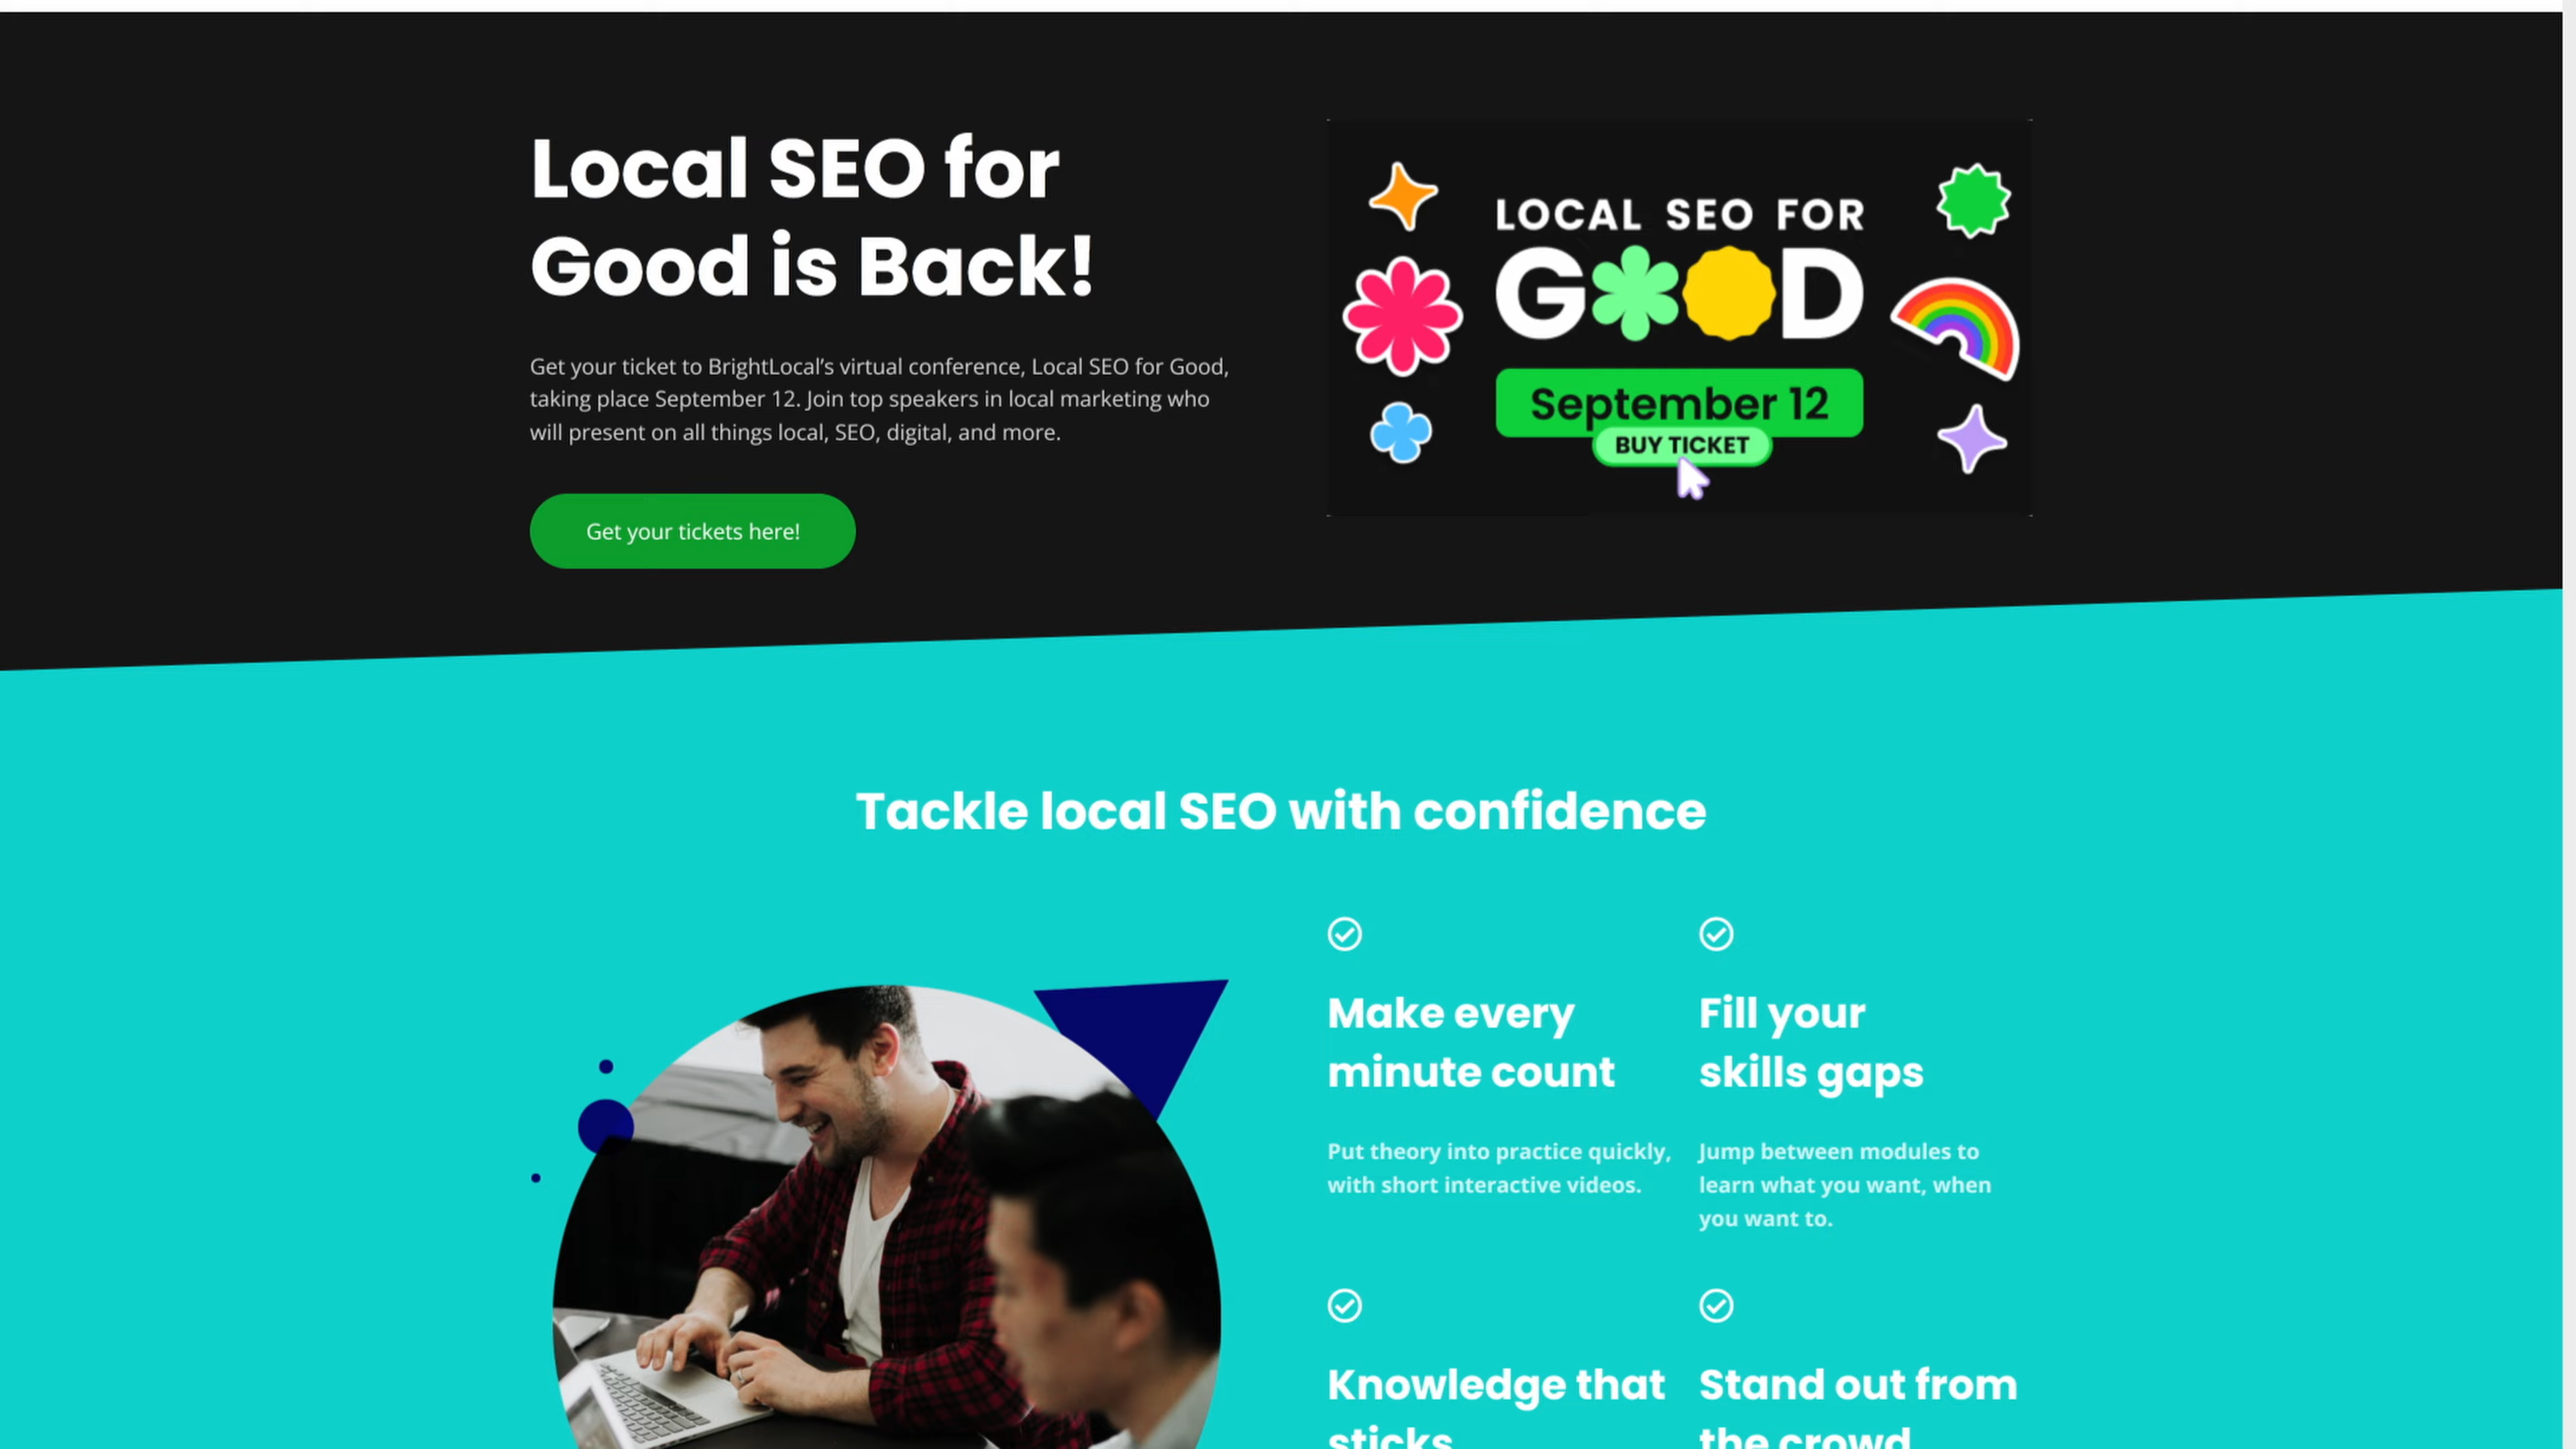 Local SEO for
Good is Back!
Get your ticket to BrightLocal’s virtual conference, Local SEO for Good,
taking place September 12. Join top speakers in local marketing who
will present on all things local, SEO, digital, and more.
Get your tickets here!
LOCAL SEO FOR
GOOD
September 12
BUY TICKET
Tackle local SEO with confidence
Make every
minute count
Put theory into practice quickly,
with short interactive videos.
Fill your
skills gaps
Jump between modules to
learn what you want, when
you want to.
Knowledge that
sticks
Stand out from
the crowd